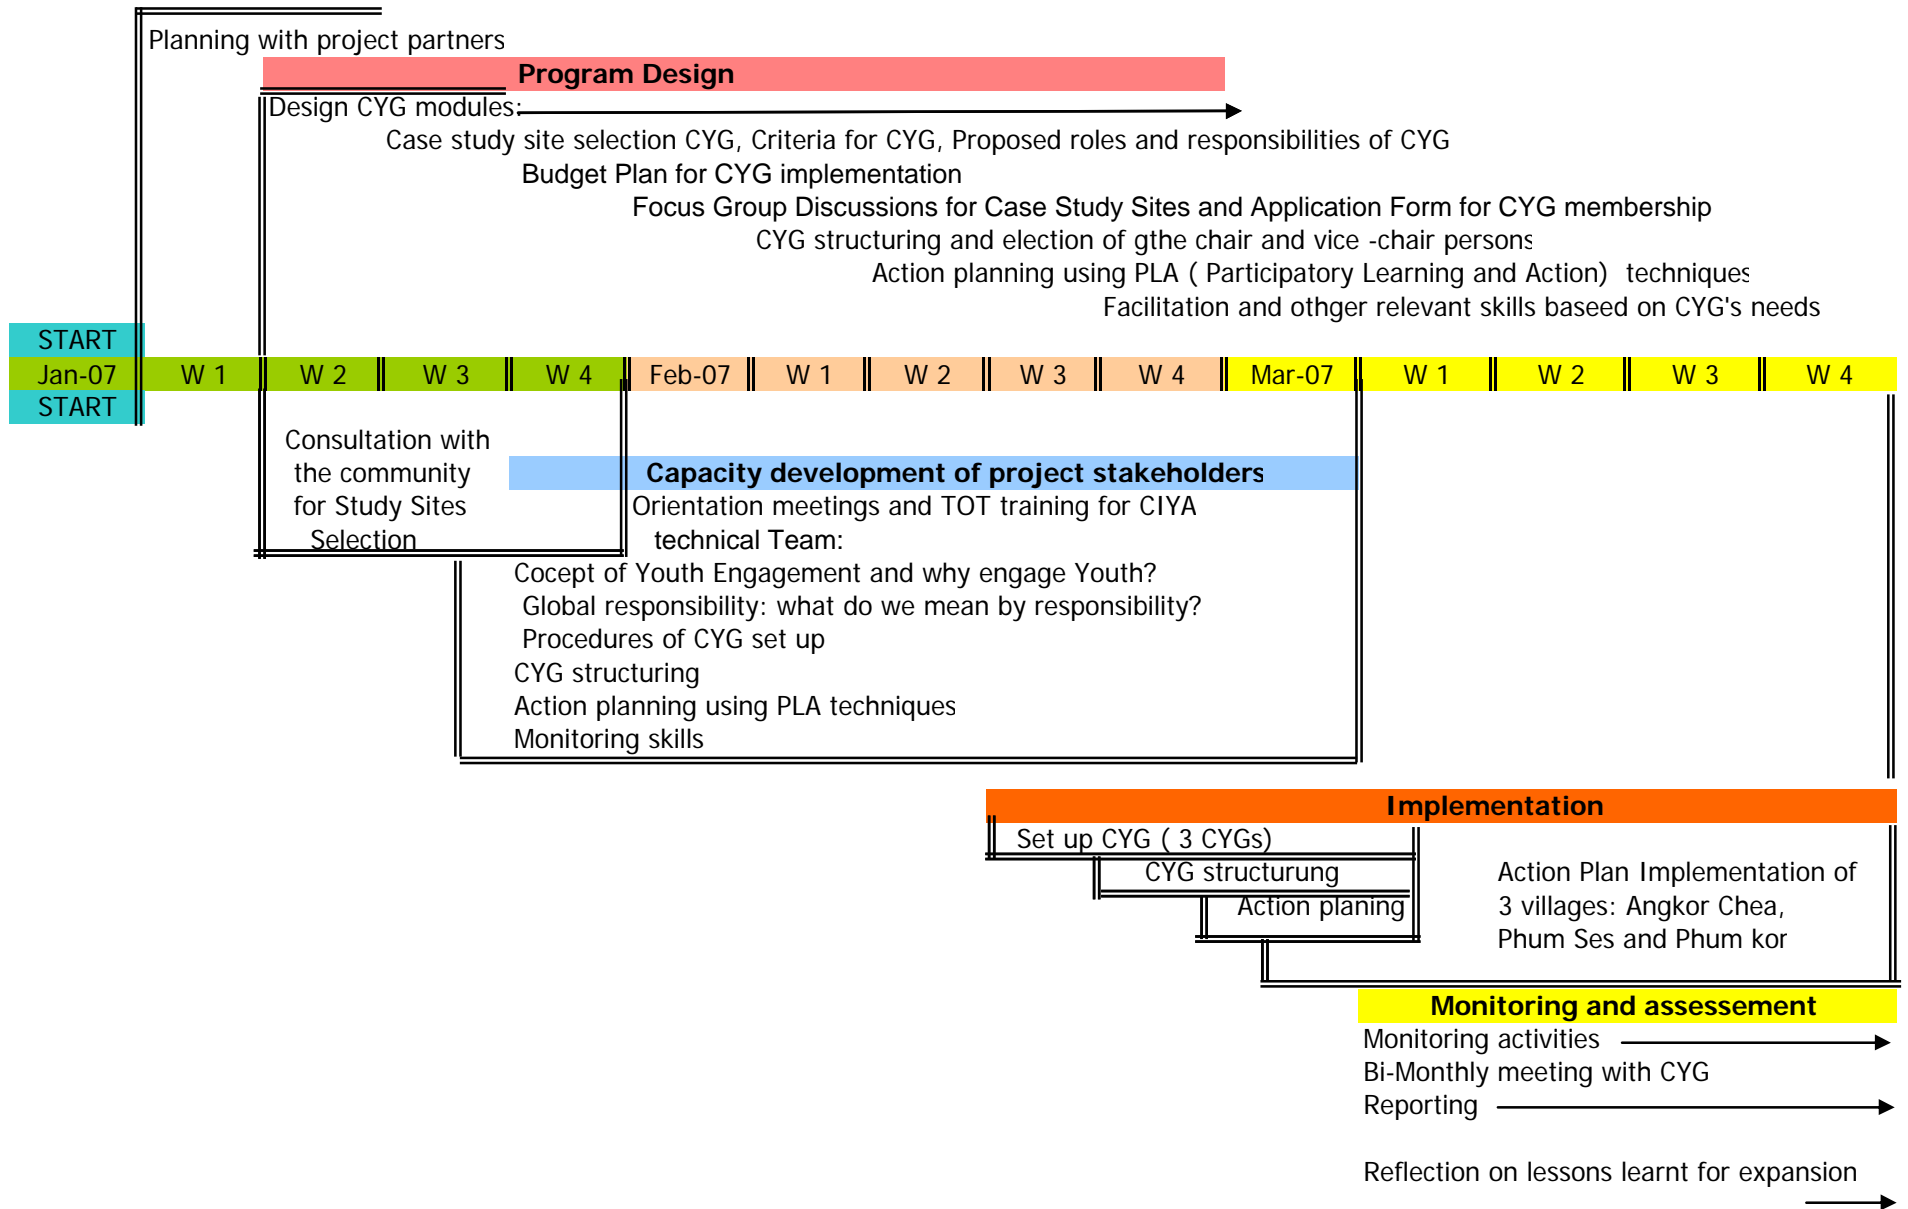 Planning with project partners
Program Design
Design CYG modules:
Case study site selection CYG, Criteria for CYG, Proposed roles and responsibilities of CYG
Budget Plan for CYG implementation
Focus Group Discussions for Case Study Sites and Application Form for CYG membership
CYG structuring and election of gthe chair and vice -chair persons
Action planning using PLA ( Participatory Learning and Action) techniques
Facilitation and othger relevant skills baseed on CYG's needs
START
Jan-07 W 1 W 2 W 3 W 4 Feb-07 W 1 W 2 W 3 W 4 Mar-07 W 1 W 2 W 3 W 4
START
Consultation with
the community
for Study Sites
Selection
Capacity development of project stakeholders
Orientation meetings and TOT training for CIYA
technical Team:
Cocept of Youth Engagement and why engage Youth?
Global responsibility: what do we mean by responsibility?
Procedures of CYG set up
CYG structuring
Action planning using PLA techniques
Monitoring skills
Implementation
Set up CYG ( 3 CYGs)
CYG structurung
Action planing
Action Plan Implementation of
3 villages: Angkor Chea,
Phum Ses and Phum kor
Monitoring and assessement
Monitoring activities
Bi-Monthly meeting with CYG
Reporting
Reflection on lessons learnt for expansion